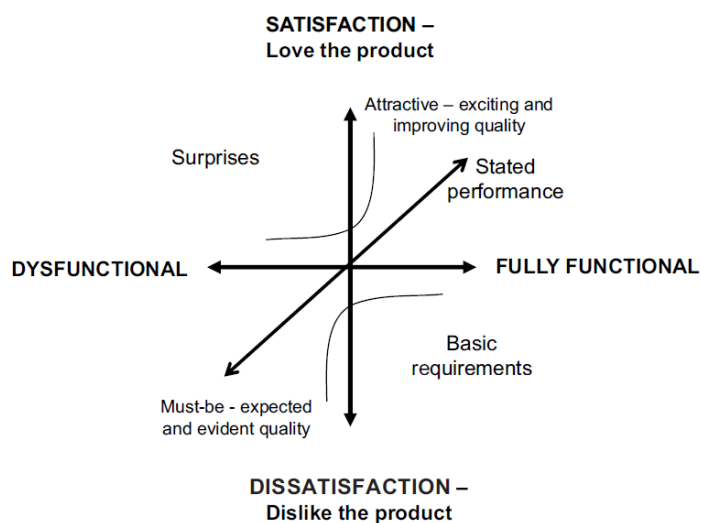 SATISFACTION –
Love the product
Attractive – exciting and
improving quality
Surprises
Stated
performance
DYSFUNCTIONAL
FULLY FUNCTIONAL
Basic
requirements
Must-be - expected
and evident quality
DISSATISFACTION –
Dislike the product